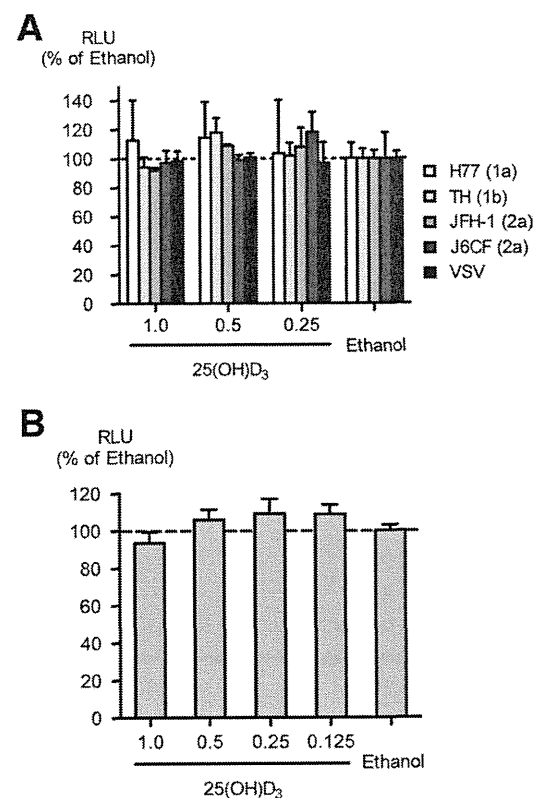 A
RLU
(% of Ethanol)
140
120
100
80
60
40
20
0
1.0 0.5 0.25 Ethanol
25(OH)D₃
H77 (1a)
TH (1b)
JFH-1 (2a)
J6CF (2a)
VSV
B
RLU
(% of Ethanol)
120
100
80
60
40
20
0
1.0 0.5 0.25 0.125 Ethanol
25(OH)D₃